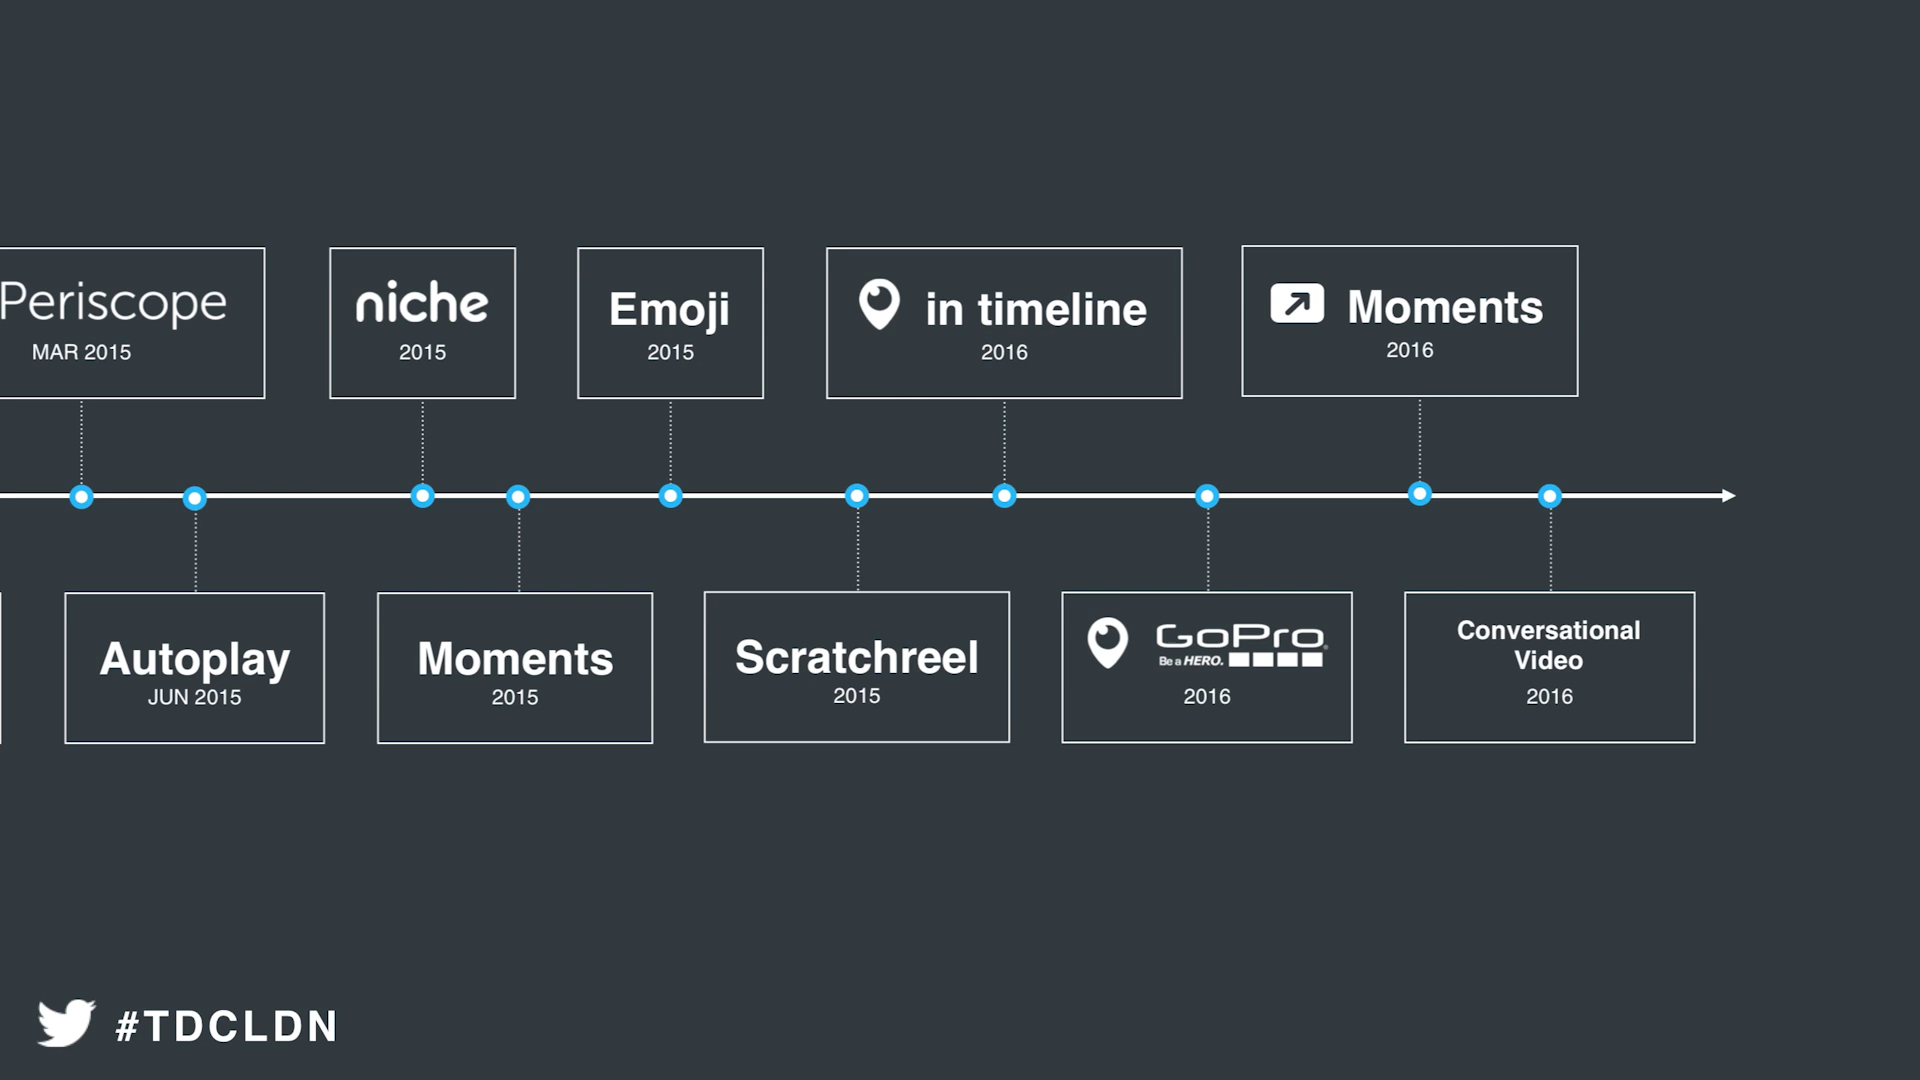 Periscope
MAR 2015
niche
2015
Emoji
2015
in timeline
2016
Moments
2016
Autoplay
JUN 2015
Moments
2015
Scratchreel
2015
GoPro
Be a HERO.
2016
Conversational
Video
2016
#TDCLDN